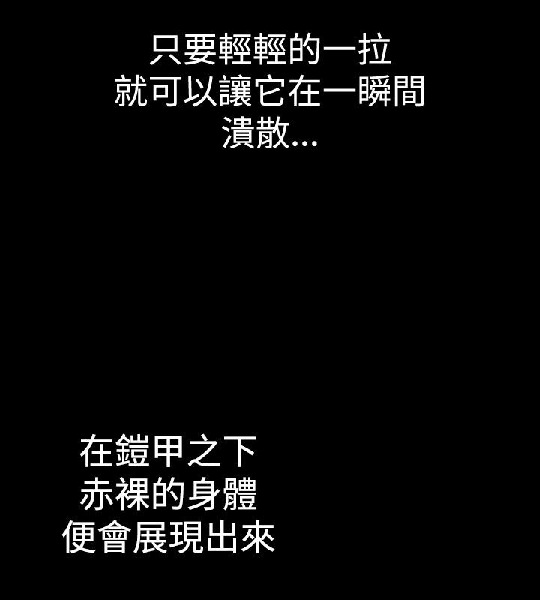 只要輕輕的一拉
就可以讓它在一瞬間
潰散...
在鎧甲之下
赤裸的身體
便會展現出來